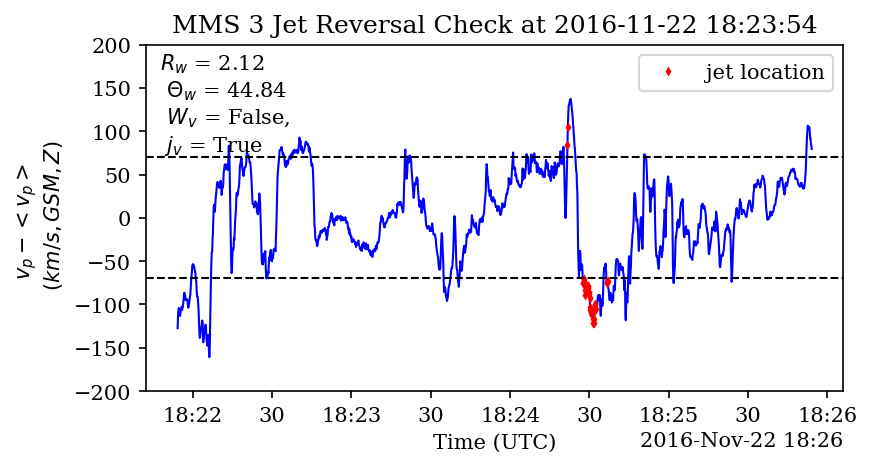 MMS 3 Jet Reversal Check at 2016-11-22 18:23:54
R_w = 2.12
Θ_w = 44.84
W_v = False,
j_v = True
jet location
v_p − < v_p >
(km/s, GSM, Z)
200
150
100
50
0
−50
−100
−150
−200
18:22 30 18:23 30 18:24 30 18:25 30 18:26
Time (UTC) 2016-Nov-22 18:26